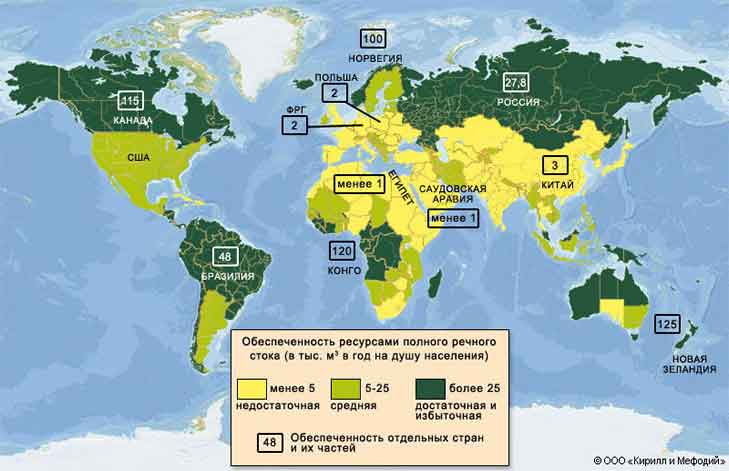 100
НОРВЕГИЯ
ПОЛЬША
2
27,8
РОССИЯ
115
КАНАДА
ФРГ
2
США
3
КИТАЙ
менее 1
ЕГИПЕТ
САУДОВСКАЯ
АРАВИЯ
менее 1
48
БРАЗИЛИЯ
120
КОНГО
125
НОВАЯ
ЗЕЛАНДИЯ
Обеспеченность ресурсами полного речного
стока (в тыс. м³ в год на душу населения)
менее 5
недостаточная
5-25
средняя
более 25
достаточная и
избыточная
48
Обеспеченность отдельных стран
и их частей
© ООО «Кирилл и Мефодий»